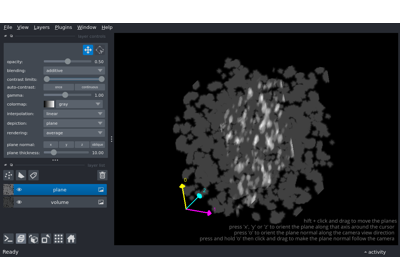 File View Layers Plugins Window Help
layer controls
opacity: 0.50
blending: additive
contrast limits:
auto-contrast: once continuous
gamma: 1.00
colormap: gray
interpolation: linear
depiction: plane
rendering: average
plane normal: x y z oblique
plane thickness: 10.00
layer list
plane
volume
0
hift = click and drag to move the planes
press 'x', 'y' or 'z' to orient the plane along that axis around the cursor
press 'o' to orient the plane normal along the camera view direction
press and hold 'o' then click and drag to make the plane normal follow the camera
Ready
activity